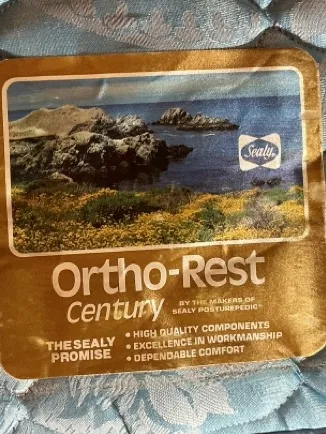 Sealy
Ortho-Rest
Century
BY THE MAKERS OF
SEALY POSTUREPEDIC
THE SEALY
PROMISE
• HIGH QUALITY COMPONENTS
• EXCELLENCE IN WORKMANSHIP
• DEPENDABLE COMFORT